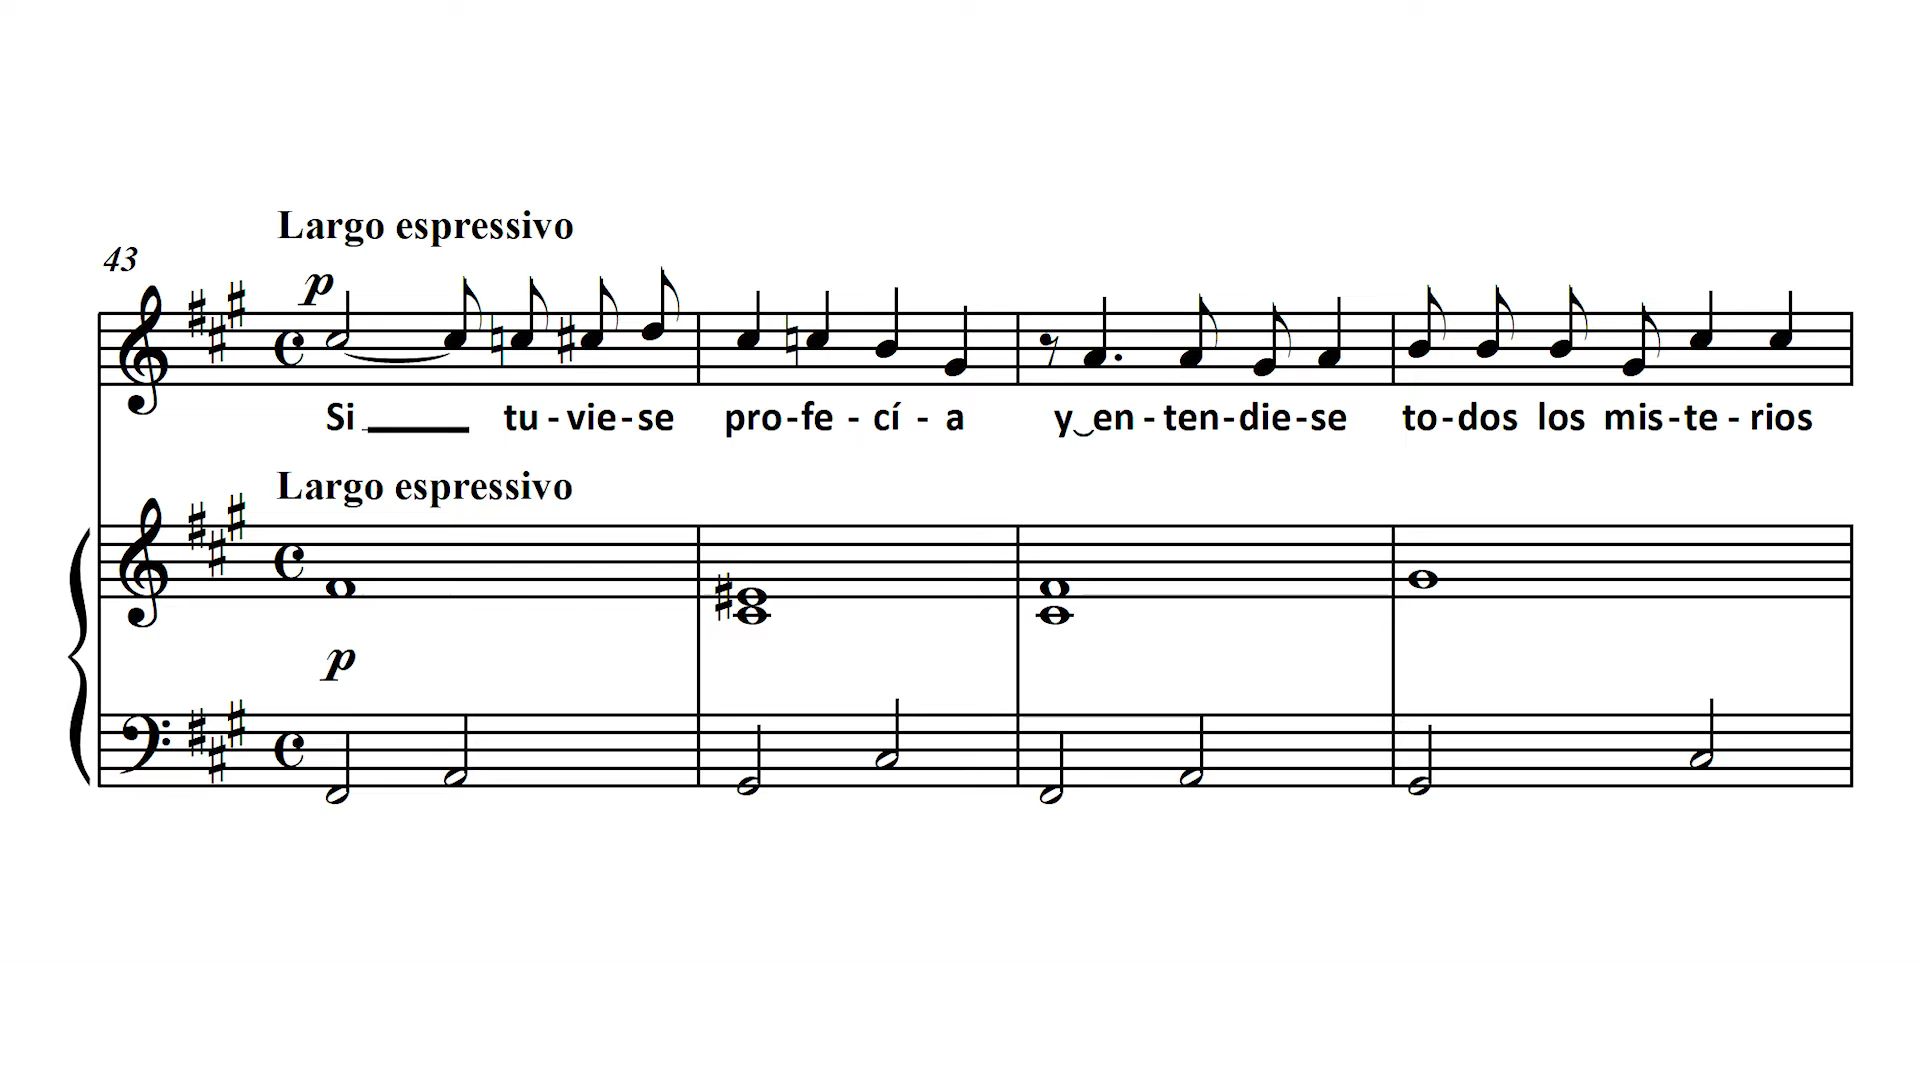 Largo espressivo
43
p
Si tu-vie-se pro-fe-cí-a y‿en-ten-die-se to-dos los mis-te-rios
Largo espressivo
p